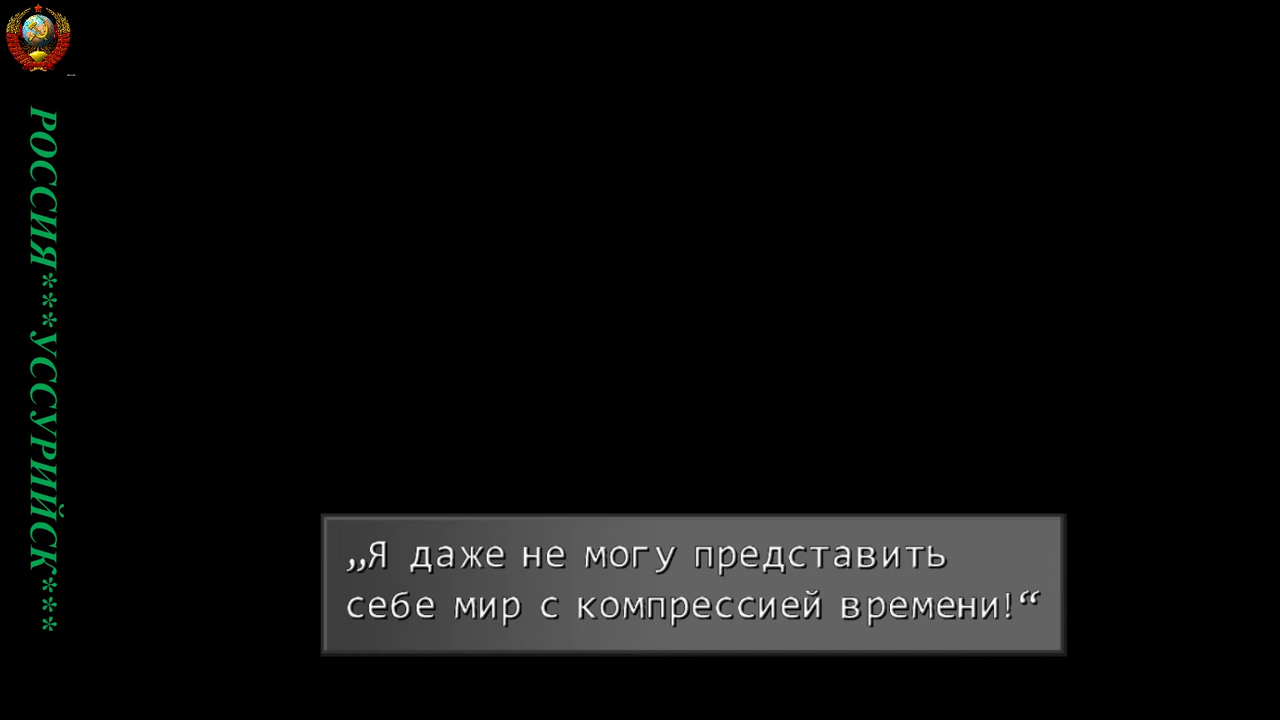 РОССИЯ***УССУРИЙСК***
„Я даже не могу представить
себе мир с компрессией времени!“